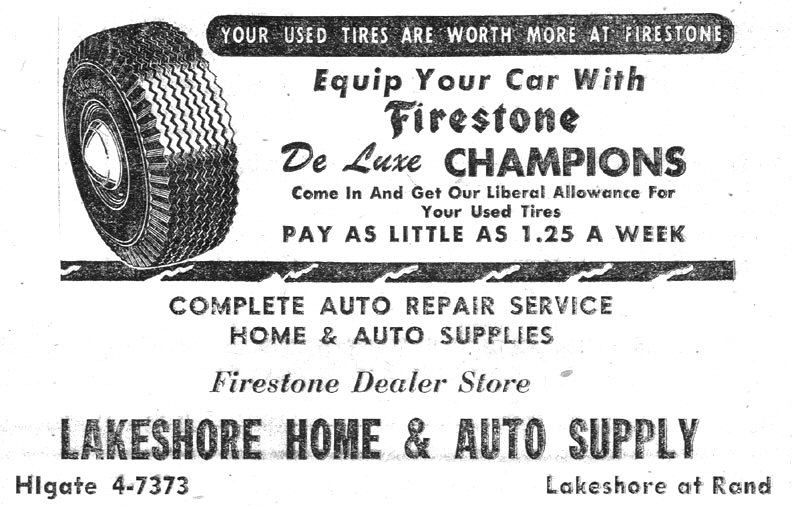 YOUR USED TIRES ARE WORTH MORE AT FIRESTONE
Equip Your Car With
Firestone
De Luxe CHAMPIONS
Come In And Get Our Liberal Allowance For
Your Used Tires
PAY AS LITTLE AS 1.25 A WEEK
COMPLETE AUTO REPAIR SERVICE
HOME & AUTO SUPPLIES
Firestone Dealer Store
LAKESHORE HOME & AUTO SUPPLY
HIgate 4-7373
Lakeshore at Rand